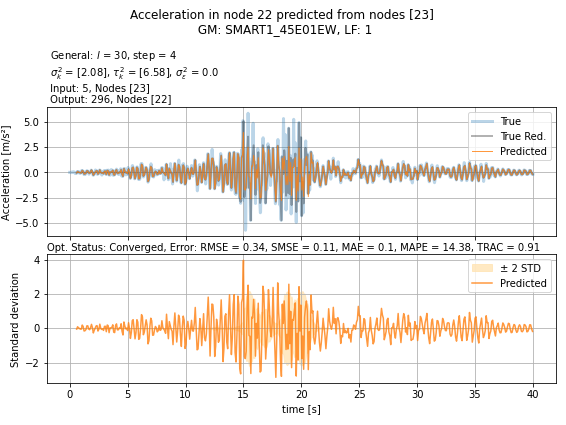 Acceleration in node 22 predicted from nodes [23]
GM: SMART1_45E01EW, LF: 1
General: l = 30, step = 4
σ²ₖ = [2.08], τ²ₖ = [6.58], σ²ε = 0.0
Input: 5, Nodes [23]
Output: 296, Nodes [22]
Acceleration [m/s²]
5.0
2.5
0.0
−2.5
−5.0
True
True Red.
Predicted
Opt. Status: Converged, Error: RMSE = 0.34, SMSE = 0.11, MAE = 0.1, MAPE = 14.38, TRAC = 0.91
Standard deviation
4
2
0
−2
± 2 STD
Predicted
0 5 10 15 20 25 30 35 40
time [s]